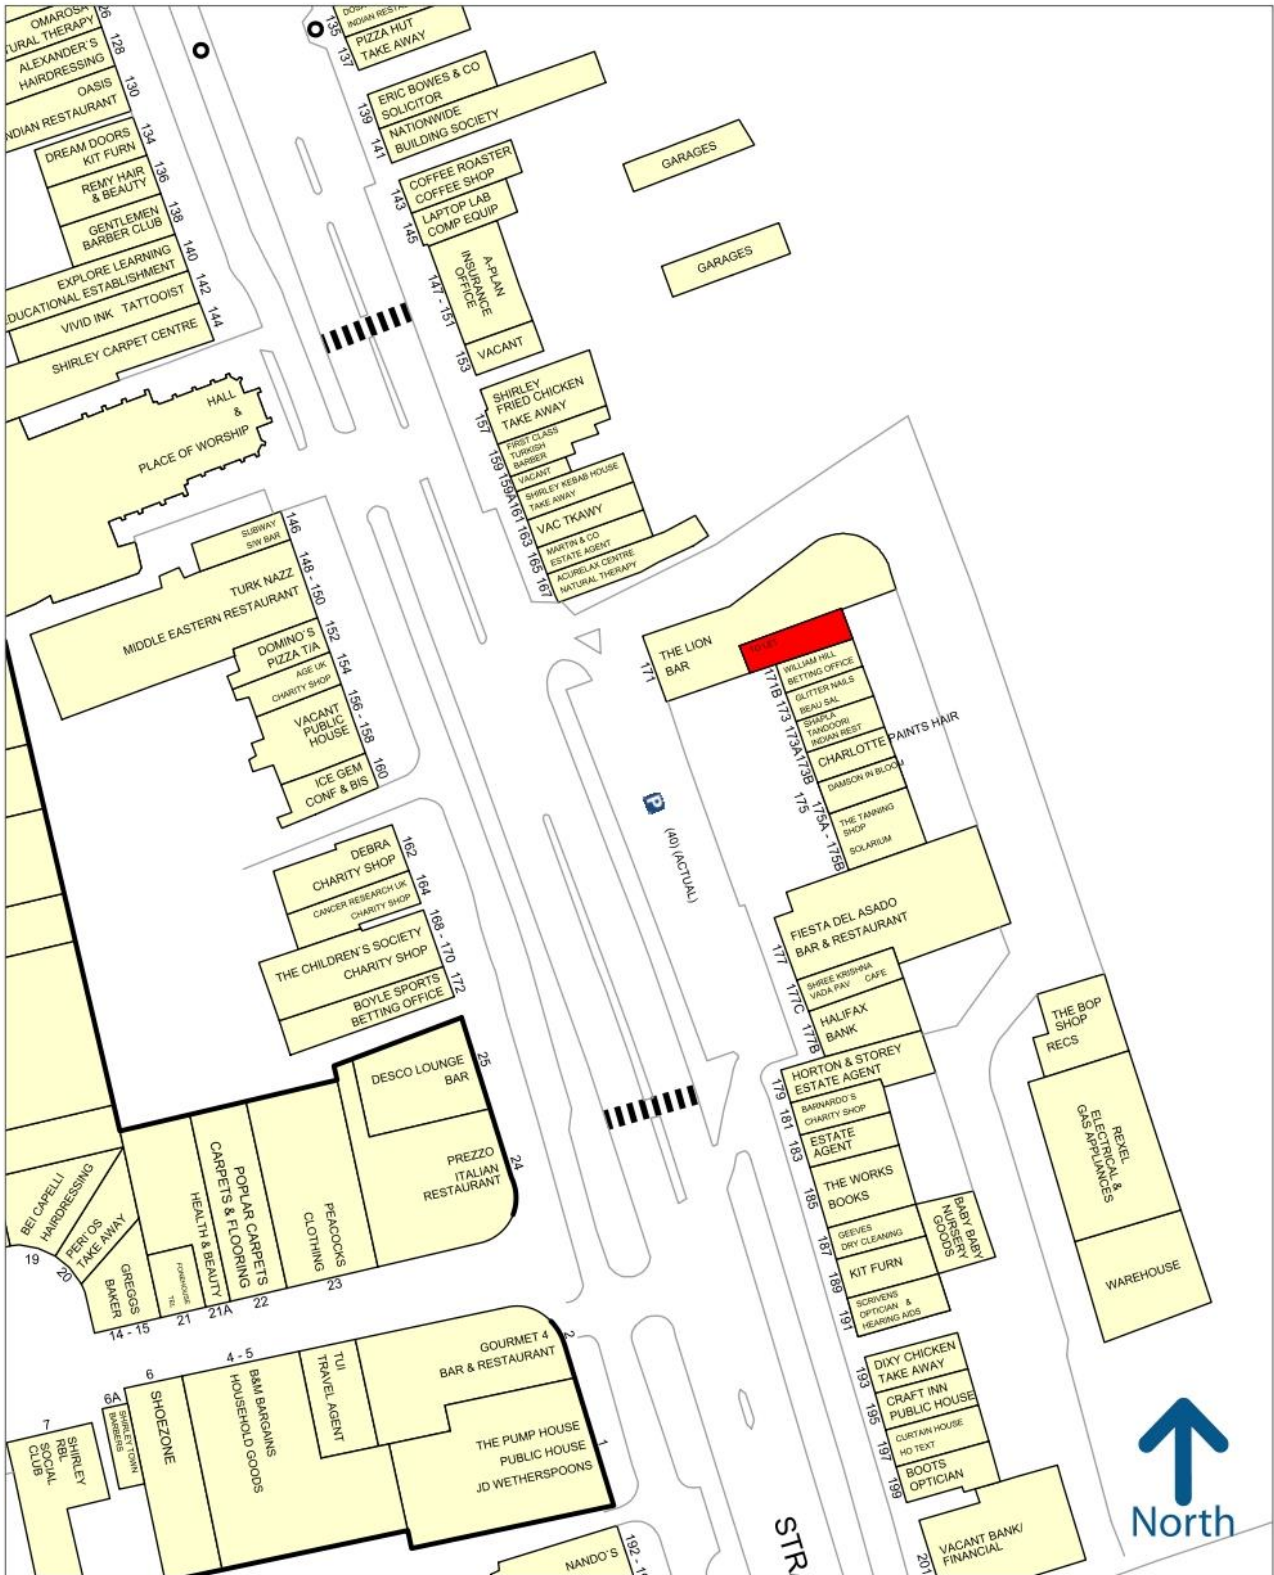 OMAROSA
URAL THERAPY
26
ALEXANDER'S
HAIRDRESSING
128
OASIS
NDIAN RESTAURANT
130
DREAM DOORS
KIT FURN
134
REMY HAIR
& BEAUTY
136
GENTLEMEN
BARBER CLUB
138
EXPLORE LEARNING
DUCATIONAL ESTABLISHMENT
140
VIVID INK TATTOOIST
142
SHIRLEY CARPET CENTRE
144
HALL
&
PLACE OF WORSHIP
SUBWAY
S/W BAR
146
TURK NAZZ
MIDDLE EASTERN RESTAURANT
148 - 150
DOMINO'S
PIZZA T/A
152
AGE UK
CHARITY SHOP
154
VACANT
PUBLIC
HOUSE
156 - 158
ICE GEM
CONF & BIS
160
DEBRA
CHARITY SHOP
162
CANCER RESEARCH UK
CHARITY SHOP
164
THE CHILDREN'S SOCIETY
CHARITY SHOP
168 - 170
BOYLE SPORTS
BETTING OFFICE
172
DESCO LOUNGE
BAR
25
PREZZO
ITALIAN
RESTAURANT
24
PEACOCKS
CLOTHING
23
POPLAR CARPETS
CARPETS & FLOORING
22
HEALTH & BEAUTY
21A
FONEHOUSE
TEL
21
GREGGS
BAKER
14 - 15
PERI'OS
TAKE AWAY
20
BEI CAPELLI
HAIRDRESSING
19
GOURMET 4
BAR & RESTAURANT
2
THE PUMP HOUSE
PUBLIC HOUSE
JD WETHERSPOONS
1
TUI
TRAVEL AGENT
4 - 5
B&M BARGAINS
HOUSEHOLD GOODS
6
SHOEZONE
6A
SHIRLEY TOWN
BARBERS
7
SHIRLEY
RBL
SOCIAL
CLUB
NANDO'S
192 - 1
135
INDIAN RESTA
PIZZA HUT
TAKE AWAY
137
ERIC BOWES & CO
SOLICITOR
139
NATIONWIDE
BUILDING SOCIETY
141
COFFEE ROASTER
COFFEE SHOP
143
LAPTOP LAB
COMP EQUIP
145
A-PLAN
INSURANCE
OFFICE
147 - 151
VACANT
153
SHIRLEY
FRIED CHICKEN
TAKE AWAY
157
FIRST CLASS
TURKISH
BARBER
159
VACANT
159A
SHIRLEY KEBAB HOUSE
TAKE AWAY
161
VAC TKAWY
163
MARTIN & CO
ESTATE AGENT
165
ACURELAX CENTRE
NATURAL THERAPY
167
GARAGES
GARAGES
THE LION
BAR
171
TO LET
171B
WILLIAM HILL
BETTING OFFICE
173
GLITTER NAILS
BEAU SAL
173A
SHAPLA
TANDOORI
INDIAN REST
173B
CHARLOTTE PAINTS HAIR
175
DAMSON IN BLOOM
175A - 175B
THE TANNING
SHOP
SOLARIUM
P
(40) (ACTUAL)
FIESTA DEL ASADO
BAR & RESTAURANT
177
SHREE KRISHNA
VADA PAV CAFE
177C
HALIFAX
BANK
177B
HORTON & STOREY
ESTATE AGENT
179
BARNARDO'S
CHARITY SHOP
181
ESTATE
AGENT
183
THE WORKS
BOOKS
185
GEEVES
DRY CLEANING
187
BABY BABY
NURSERY
GOODS
KIT FURN
189
SCRIVENS
OPTICIAN &
HEARING AIDS
191
DIXY CHICKEN
TAKE AWAY
193
CRAFT INN
PUBLIC HOUSE
195
CURTAIN HOUSE
HO TEXT
197
BOOTS
OPTICIAN
199
VACANT BANK/
FINANCIAL
201
THE BOP
SHOP
RECS
REXEL
ELECTRICAL &
GAS APPLIANCES
WAREHOUSE
STRA
North